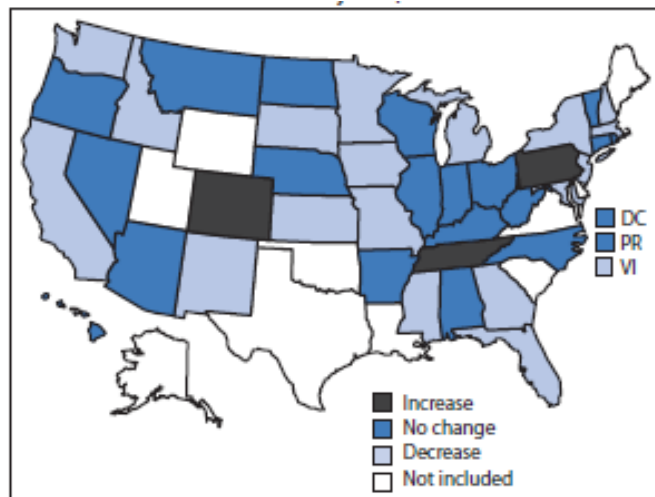 DC
PR
VI
Increase
No change
Decrease
Not included